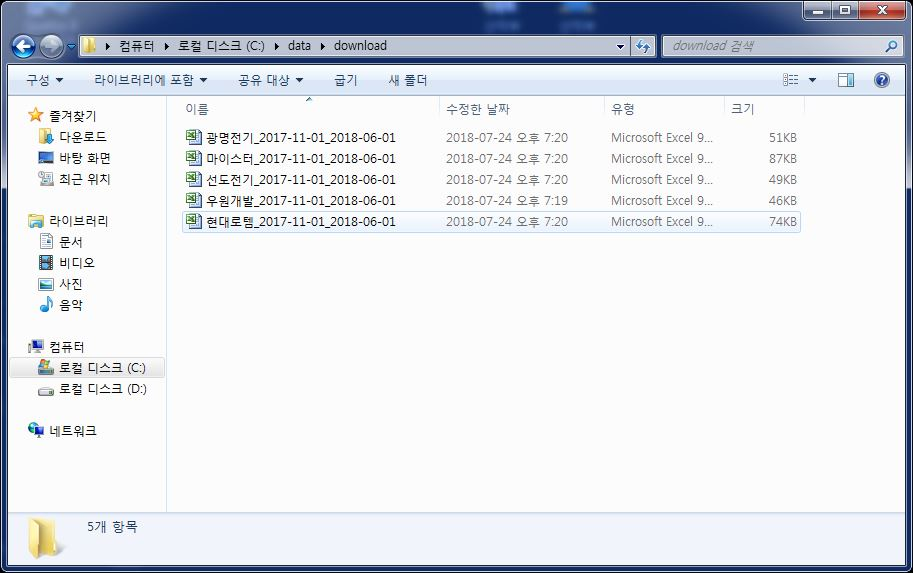 컴퓨터 로컬 디스크 (C:) data download download 검색
구성 라이브러리에 포함 공유 대상 굽기 새 폴더
이름 수정한 날짜 유형 크기
즐겨찾기
다운로드
바탕 화면
최근 위치
라이브러리
문서
비디오
사진
음악
컴퓨터
로컬 디스크 (C:)
로컬 디스크 (D:)
네트워크
광명전기_2017-11-01_2018-06-01 2018-07-24 오후 7:20 Microsoft Excel 9... 51KB
마이스터_2017-11-01_2018-06-01 2018-07-24 오후 7:20 Microsoft Excel 9... 87KB
선도전기_2017-11-01_2018-06-01 2018-07-24 오후 7:20 Microsoft Excel 9... 49KB
우원개발_2017-11-01_2018-06-01 2018-07-24 오후 7:19 Microsoft Excel 9... 46KB
현대로템_2017-11-01_2018-06-01 2018-07-24 오후 7:20 Microsoft Excel 9... 74KB
5개 항목